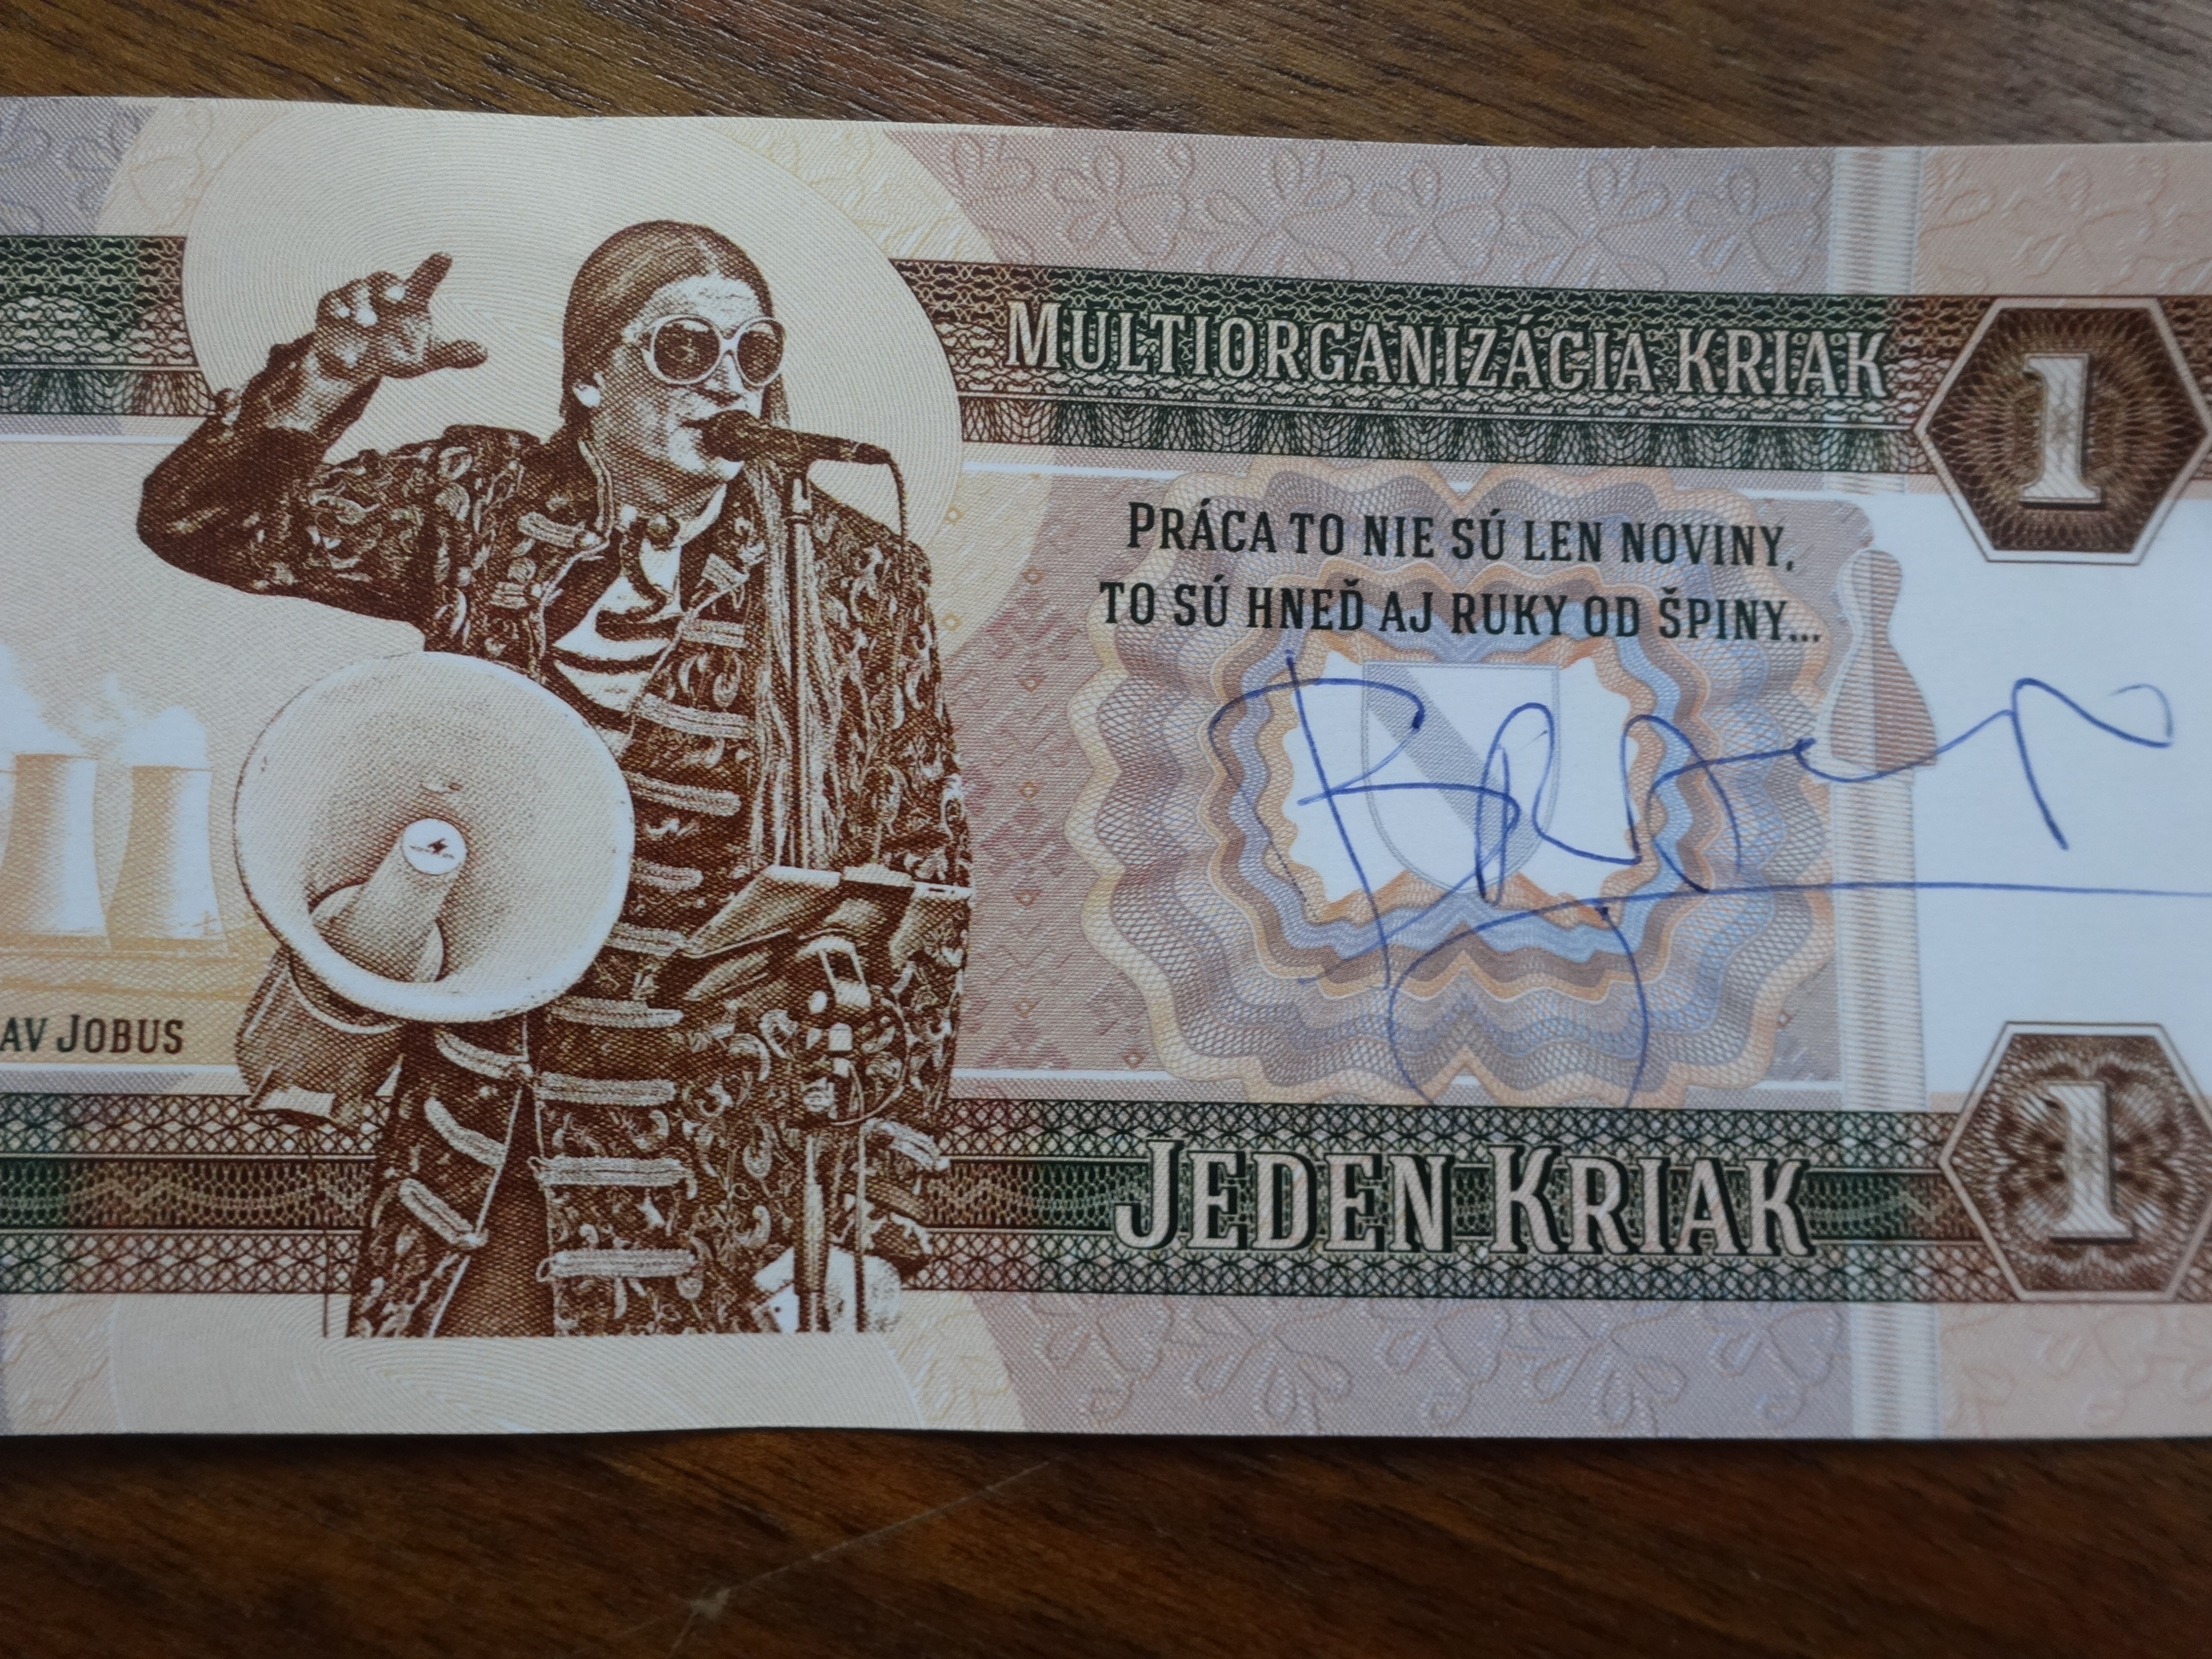 MULTIORGANIZÁCIA KRIAK
1
PRÁCA TO NIE SÚ LEN NOVINY,
TO SÚ HNEĎ AJ RUKY OD ŠPINY...
AV JOBUS
JEDEN KRIAK
1